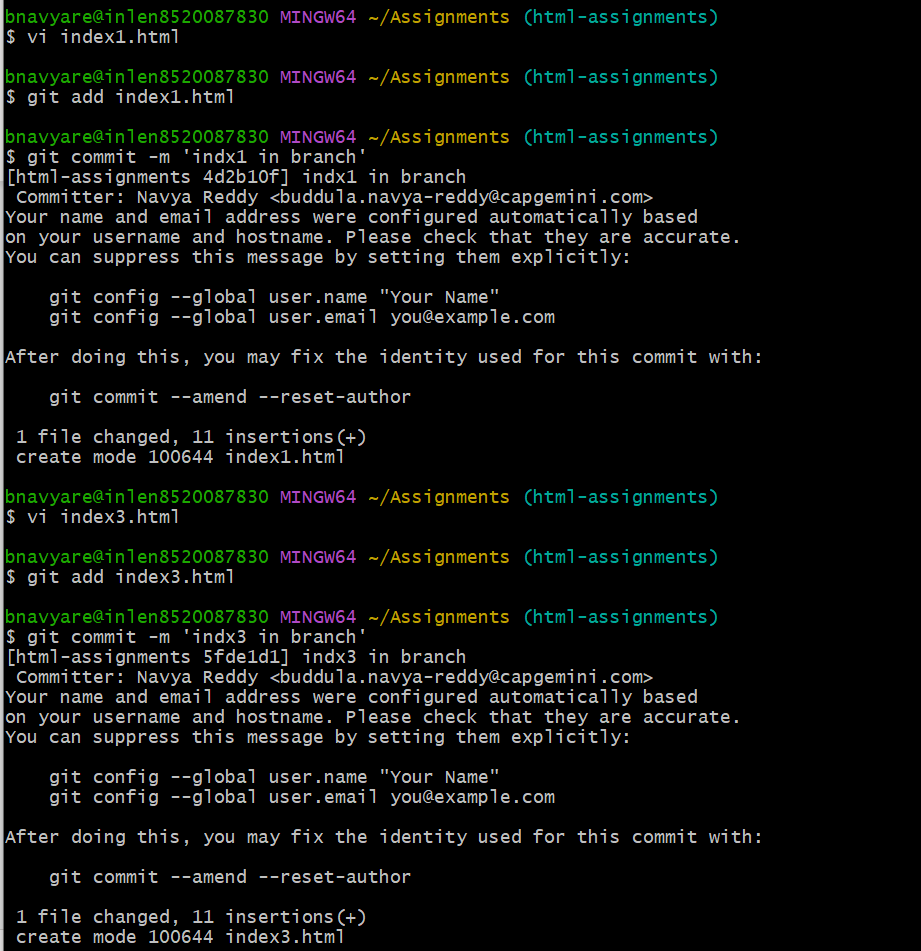 bnavyare@inlen8520087830 MINGW64 ~/Assignments (html-assignments)
$ vi index1.html
bnavyare@inlen8520087830 MINGW64 ~/Assignments (html-assignments)
$ git add index1.html
bnavyare@inlen8520087830 MINGW64 ~/Assignments (html-assignments)
$ git commit -m 'indx1 in branch'
[html-assignments 4d2b10f] indx1 in branch
 Committer: Navya Reddy <buddula.navya-reddy@capgemini.com>
Your name and email address were configured automatically based
on your username and hostname. Please check that they are accurate.
You can suppress this message by setting them explicitly:
    git config --global user.name "Your Name"
    git config --global user.email you@example.com
After doing this, you may fix the identity used for this commit with:
    git commit --amend --reset-author
 1 file changed, 11 insertions(+)
 create mode 100644 index1.html
bnavyare@inlen8520087830 MINGW64 ~/Assignments (html-assignments)
$ vi index3.html
bnavyare@inlen8520087830 MINGW64 ~/Assignments (html-assignments)
$ git add index3.html
bnavyare@inlen8520087830 MINGW64 ~/Assignments (html-assignments)
$ git commit -m 'indx3 in branch'
[html-assignments 5fde1d1] indx3 in branch
 Committer: Navya Reddy <buddula.navya-reddy@capgemini.com>
Your name and email address were configured automatically based
on your username and hostname. Please check that they are accurate.
You can suppress this message by setting them explicitly:
    git config --global user.name "Your Name"
    git config --global user.email you@example.com
After doing this, you may fix the identity used for this commit with:
    git commit --amend --reset-author
 1 file changed, 11 insertions(+)
 create mode 100644 index3.html